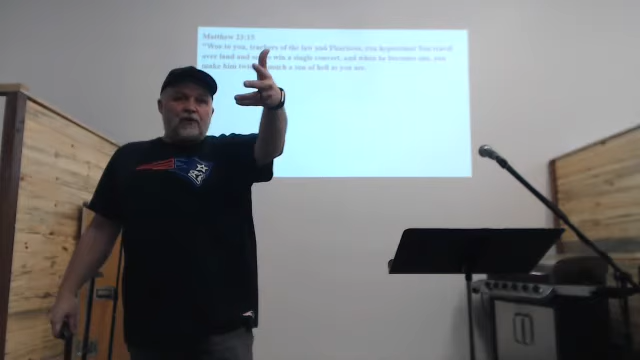 Matthew 23:15
"Woe to you, teachers of the law and Pharisees, you hypocrites! You travel
over land and to win a single convert, and when he becomes one, you
make him much a son of hell as you are.